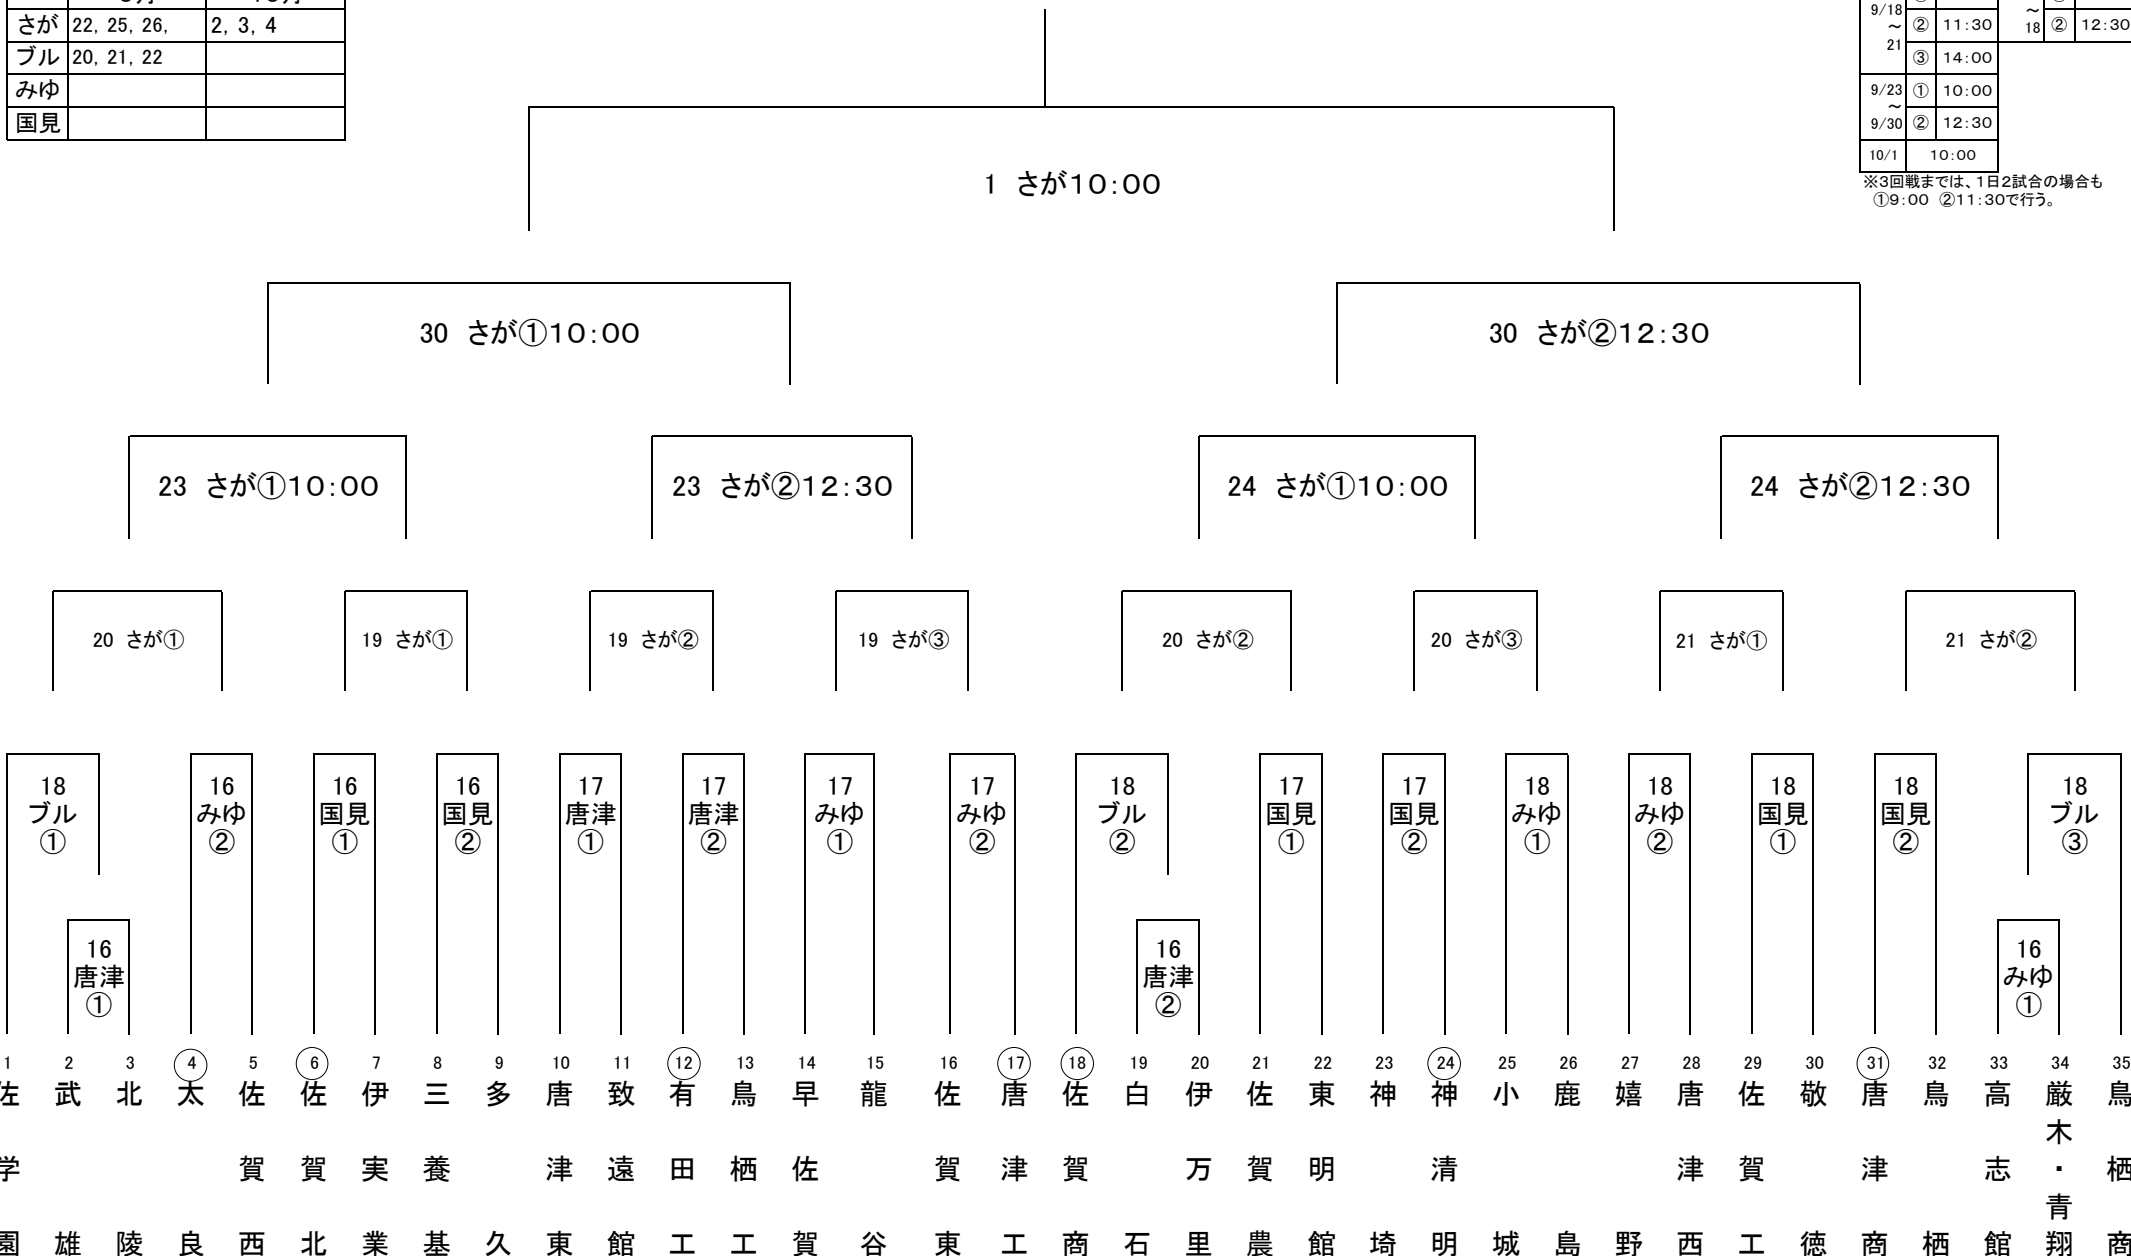 さが 22, 25, 26, 2, 3, 4
ブル 20, 21, 22
みゆ
国見
9/18 ～ 21
② 11:30
③ 14:00
～ 18 ② 12:30
9/23 ～ 9/30
① 10:00
② 12:30
10/1 10:00
※3回戦までは、1日2試合の場合も
①9:00 ②11:30で行う。
1 さが10:00
30 さが①10:00
30 さが②12:30
23 さが①10:00
23 さが②12:30
24 さが①10:00
24 さが②12:30
20 さが①
19 さが①
19 さが②
19 さが③
20 さが②
20 さが③
21 さが①
21 さが②
18 ブル ①
16 みゆ ②
16 国見 ①
16 国見 ②
17 唐津 ①
17 唐津 ②
17 みゆ ①
17 みゆ ②
18 ブル ②
17 国見 ①
17 国見 ②
18 みゆ ①
18 みゆ ②
18 国見 ①
18 国見 ②
18 ブル ③
16 唐津 ①
16 唐津 ②
16 みゆ ①
1 佐学園
2 武雄
3 北陵
4 太良
5 佐賀西
6 佐賀北
7 伊実業
8 三養基
9 多久
10 唐津東
11 致遠館
12 有田工
13 鳥栖工
14 早佐賀
15 龍谷
16 佐賀東
17 唐津工
18 佐賀商
19 白石
20 伊万里
21 佐賀農
22 東明館
23 神埼
24 神清明
25 小城
26 鹿島
27 嬉野
28 唐津西
29 佐賀工
30 敬徳
31 唐津商
32 鳥栖
33 高志館
34 厳木・青翔
35 鳥栖商